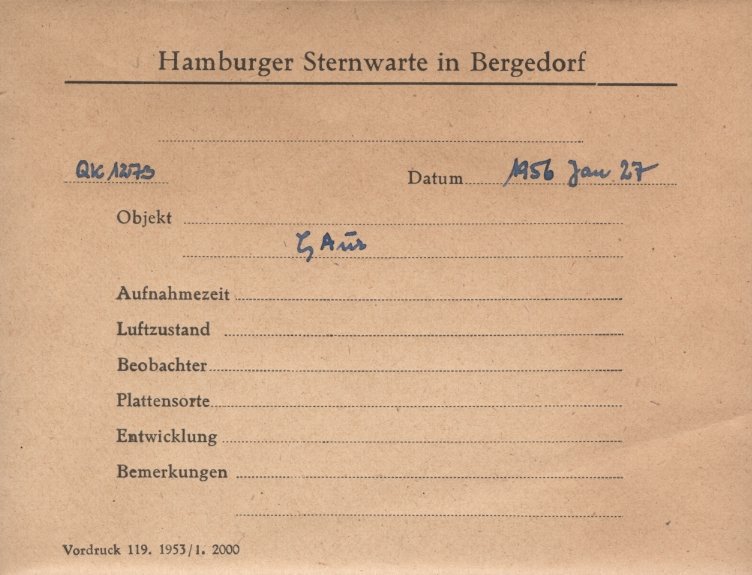 Hamburger Sternwarte in Bergedorf
QK 1273 Datum 1956 Jan 27
Objekt
ζ Aur
Aufnahmezeit
Luftzustand
Beobachter
Plattensorte
Entwicklung
Bemerkungen
Vordruck 119. 1953/1. 2000